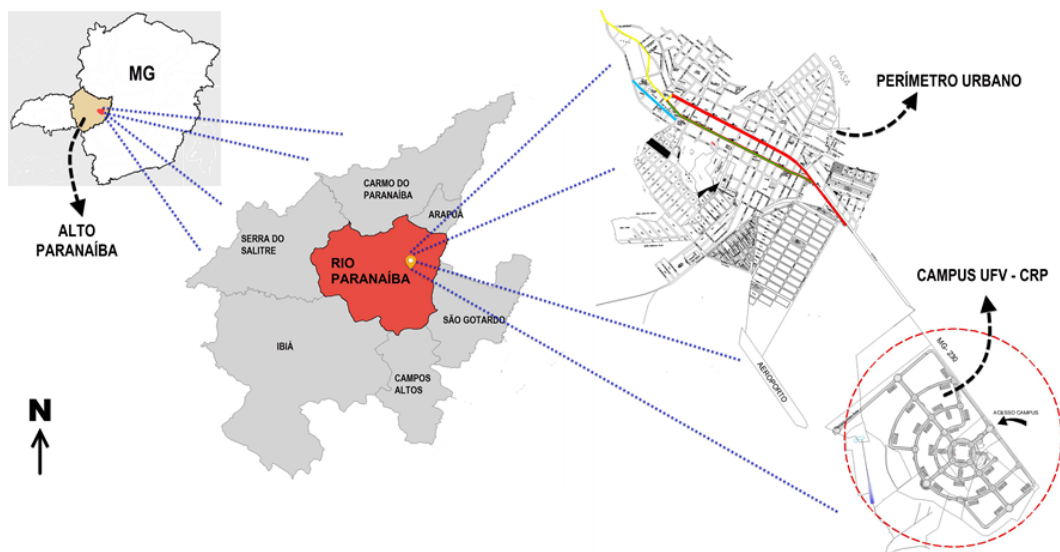 MG
ALTO
PARANAÍBA
N
CARMO DO
PARANAÍBA
ARAPUÁ
SERRA DO
SALITRE
RIO
PARANAÍBA
SÃO GOTARDO
IBIÁ
CAMPOS
ALTOS
COPASA
PERÍMETRO URBANO
CAMPUS UFV - CRP
AEROPORTO
MG- 230
ACESSO CAMPUS